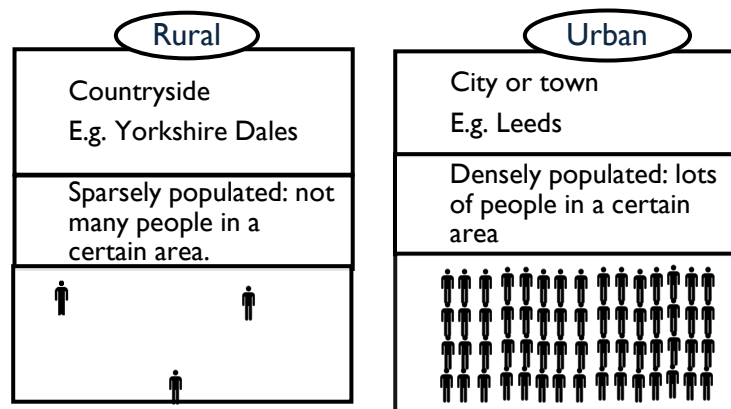 Rural
Countryside
E.g. Yorkshire Dales
Sparsely populated: not
many people in a
certain area.
Urban
City or town
E.g. Leeds
Densely populated: lots
of people in a certain
area